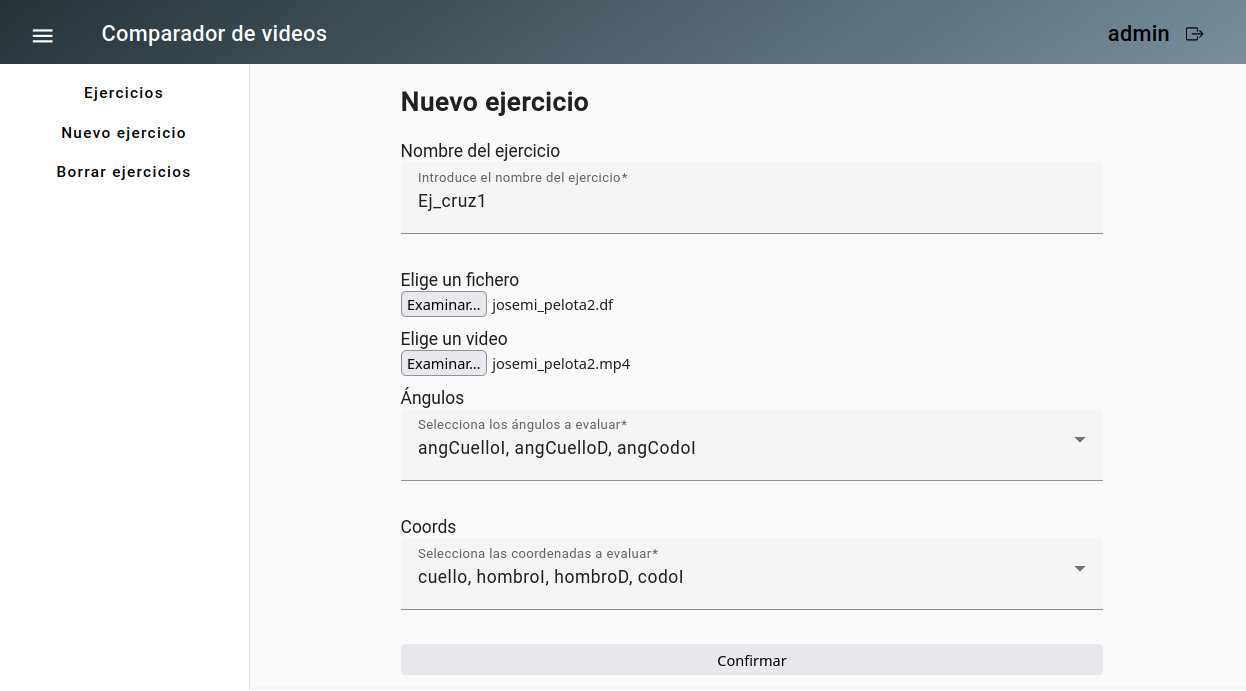 Comparador de videos
admin
Ejercicios
Nuevo ejercicio
Borrar ejercicios
Nuevo ejercicio
Nombre del ejercicio
Introduce el nombre del ejercicio*
Ej_cruz1
Elige un fichero
Examinar... josemi_pelota2.df
Elige un video
Examinar... josemi_pelota2.mp4
Ángulos
Selecciona los ángulos a evaluar*
angCuelloI, angCuelloD, angCodoI
Coords
Selecciona las coordenadas a evaluar*
cuello, hombroI, hombroD, codoI
Confirmar